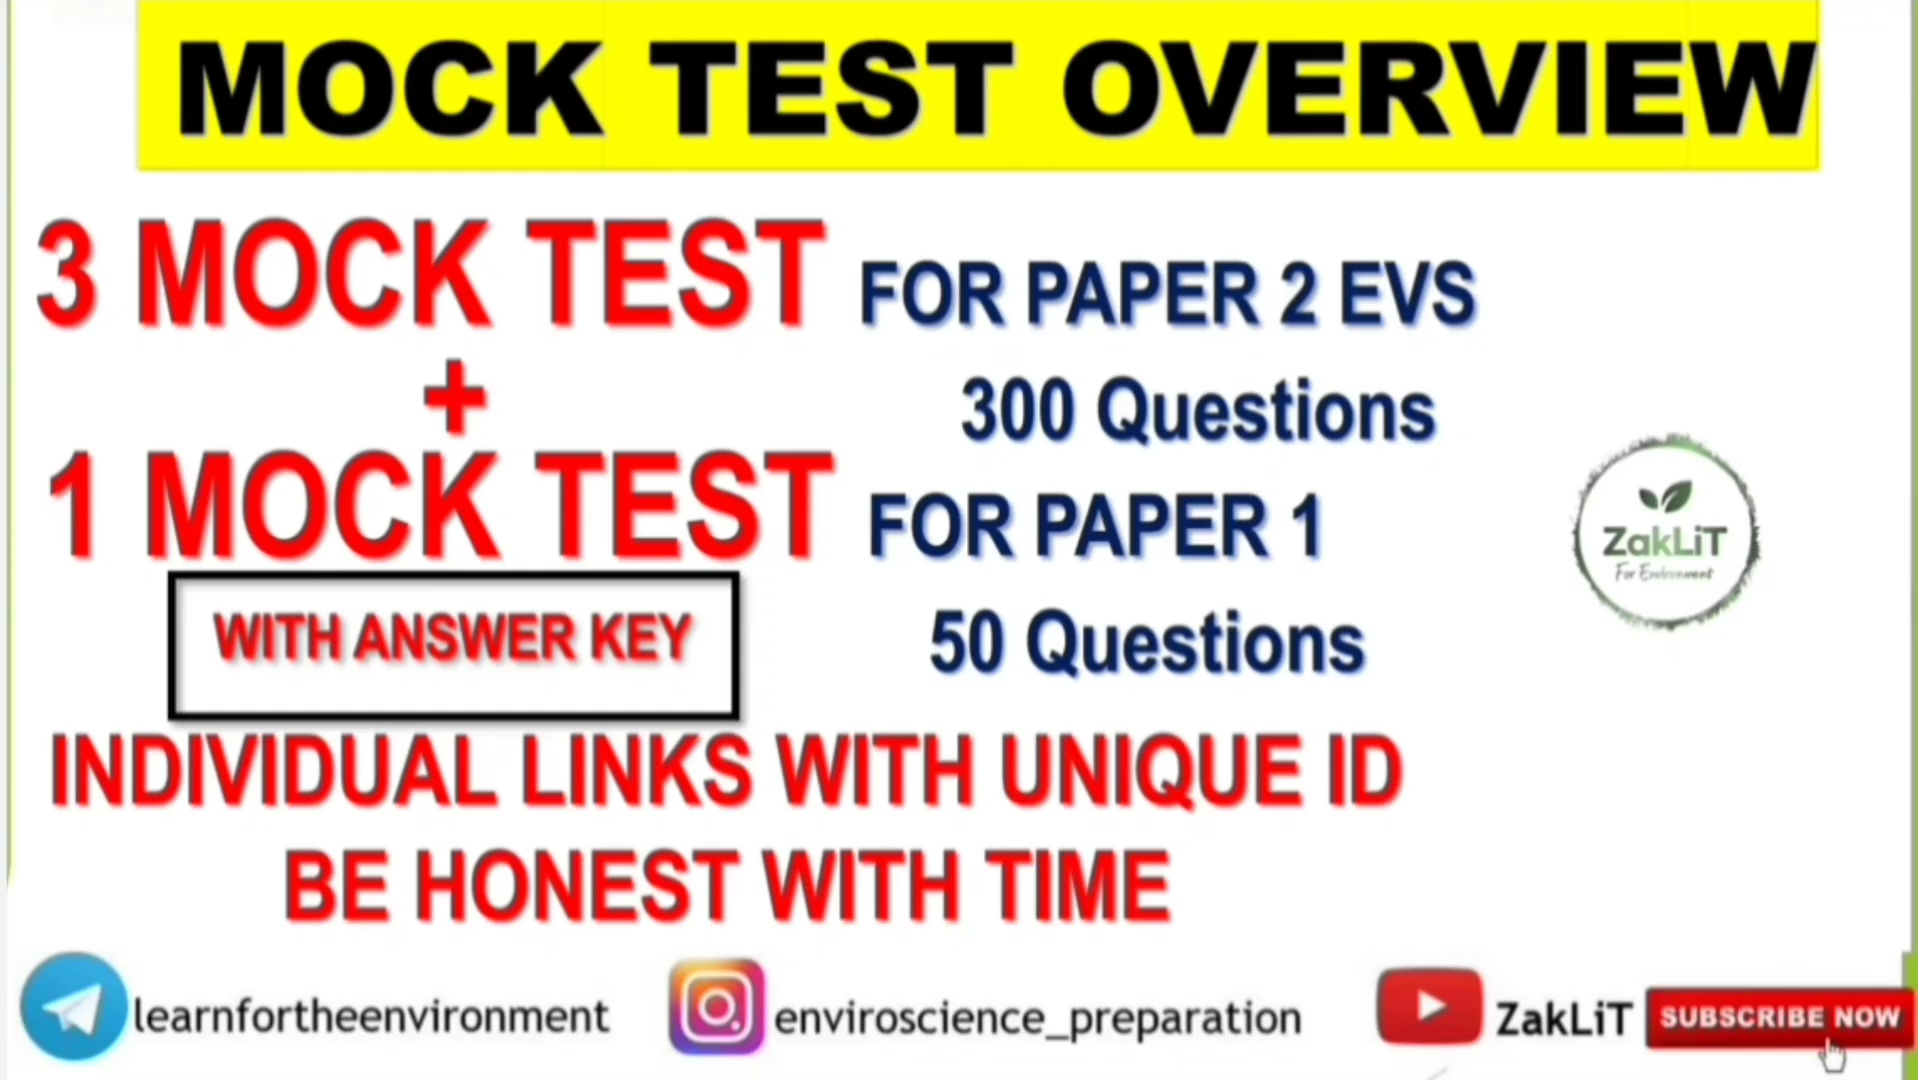 MOCK TEST OVERVIEW
3 MOCK TEST FOR PAPER 2 EVS
+
300 Questions
1 MOCK TEST FOR PAPER 1
WITH ANSWER KEY
50 Questions
ZakLiT
For Environment
INDIVIDUAL LINKS WITH UNIQUE ID
BE HONEST WITH TIME
learnfortheenvironment
enviroscience_preparation
ZakLiT
SUBSCRIBE NOW